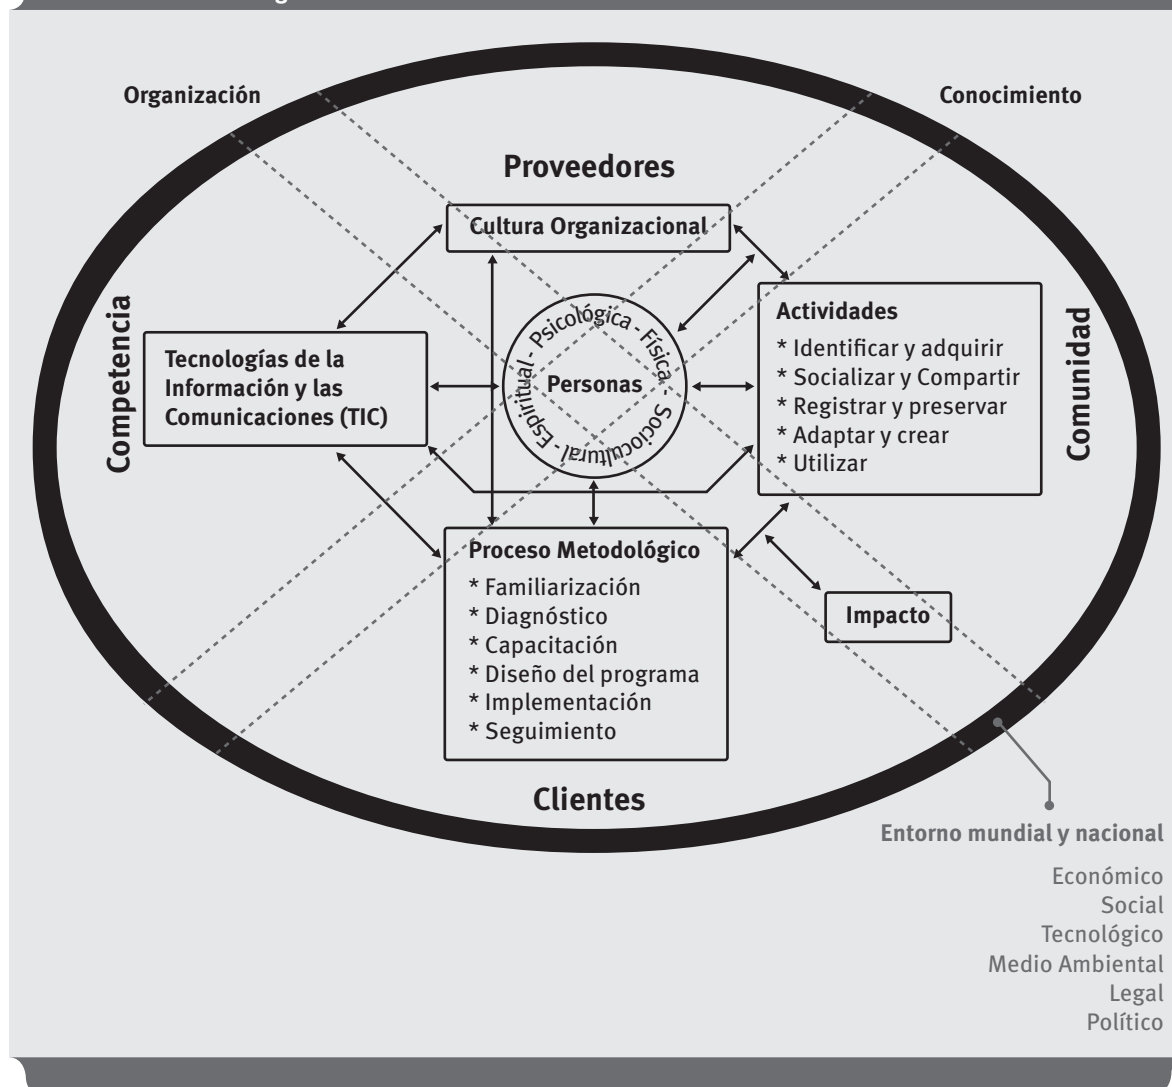 Organización
Conocimiento
Proveedores
Cultura Organizacional
Competencia
Tecnologías de la
Información y las
Comunicaciones (TIC)
Espiritual - Psicológica - Física - Sociocultural -
Personas
Actividades
* Identificar y adquirir
* Socializar y Compartir
* Registrar y preservar
* Adaptar y crear
* Utilizar
Comunidad
Proceso Metodológico
* Familiarización
* Diagnóstico
* Capacitación
* Diseño del programa
* Implementación
* Seguimiento
Impacto
Clientes
Entorno mundial y nacional
Económico
Social
Tecnológico
Medio Ambiental
Legal
Político